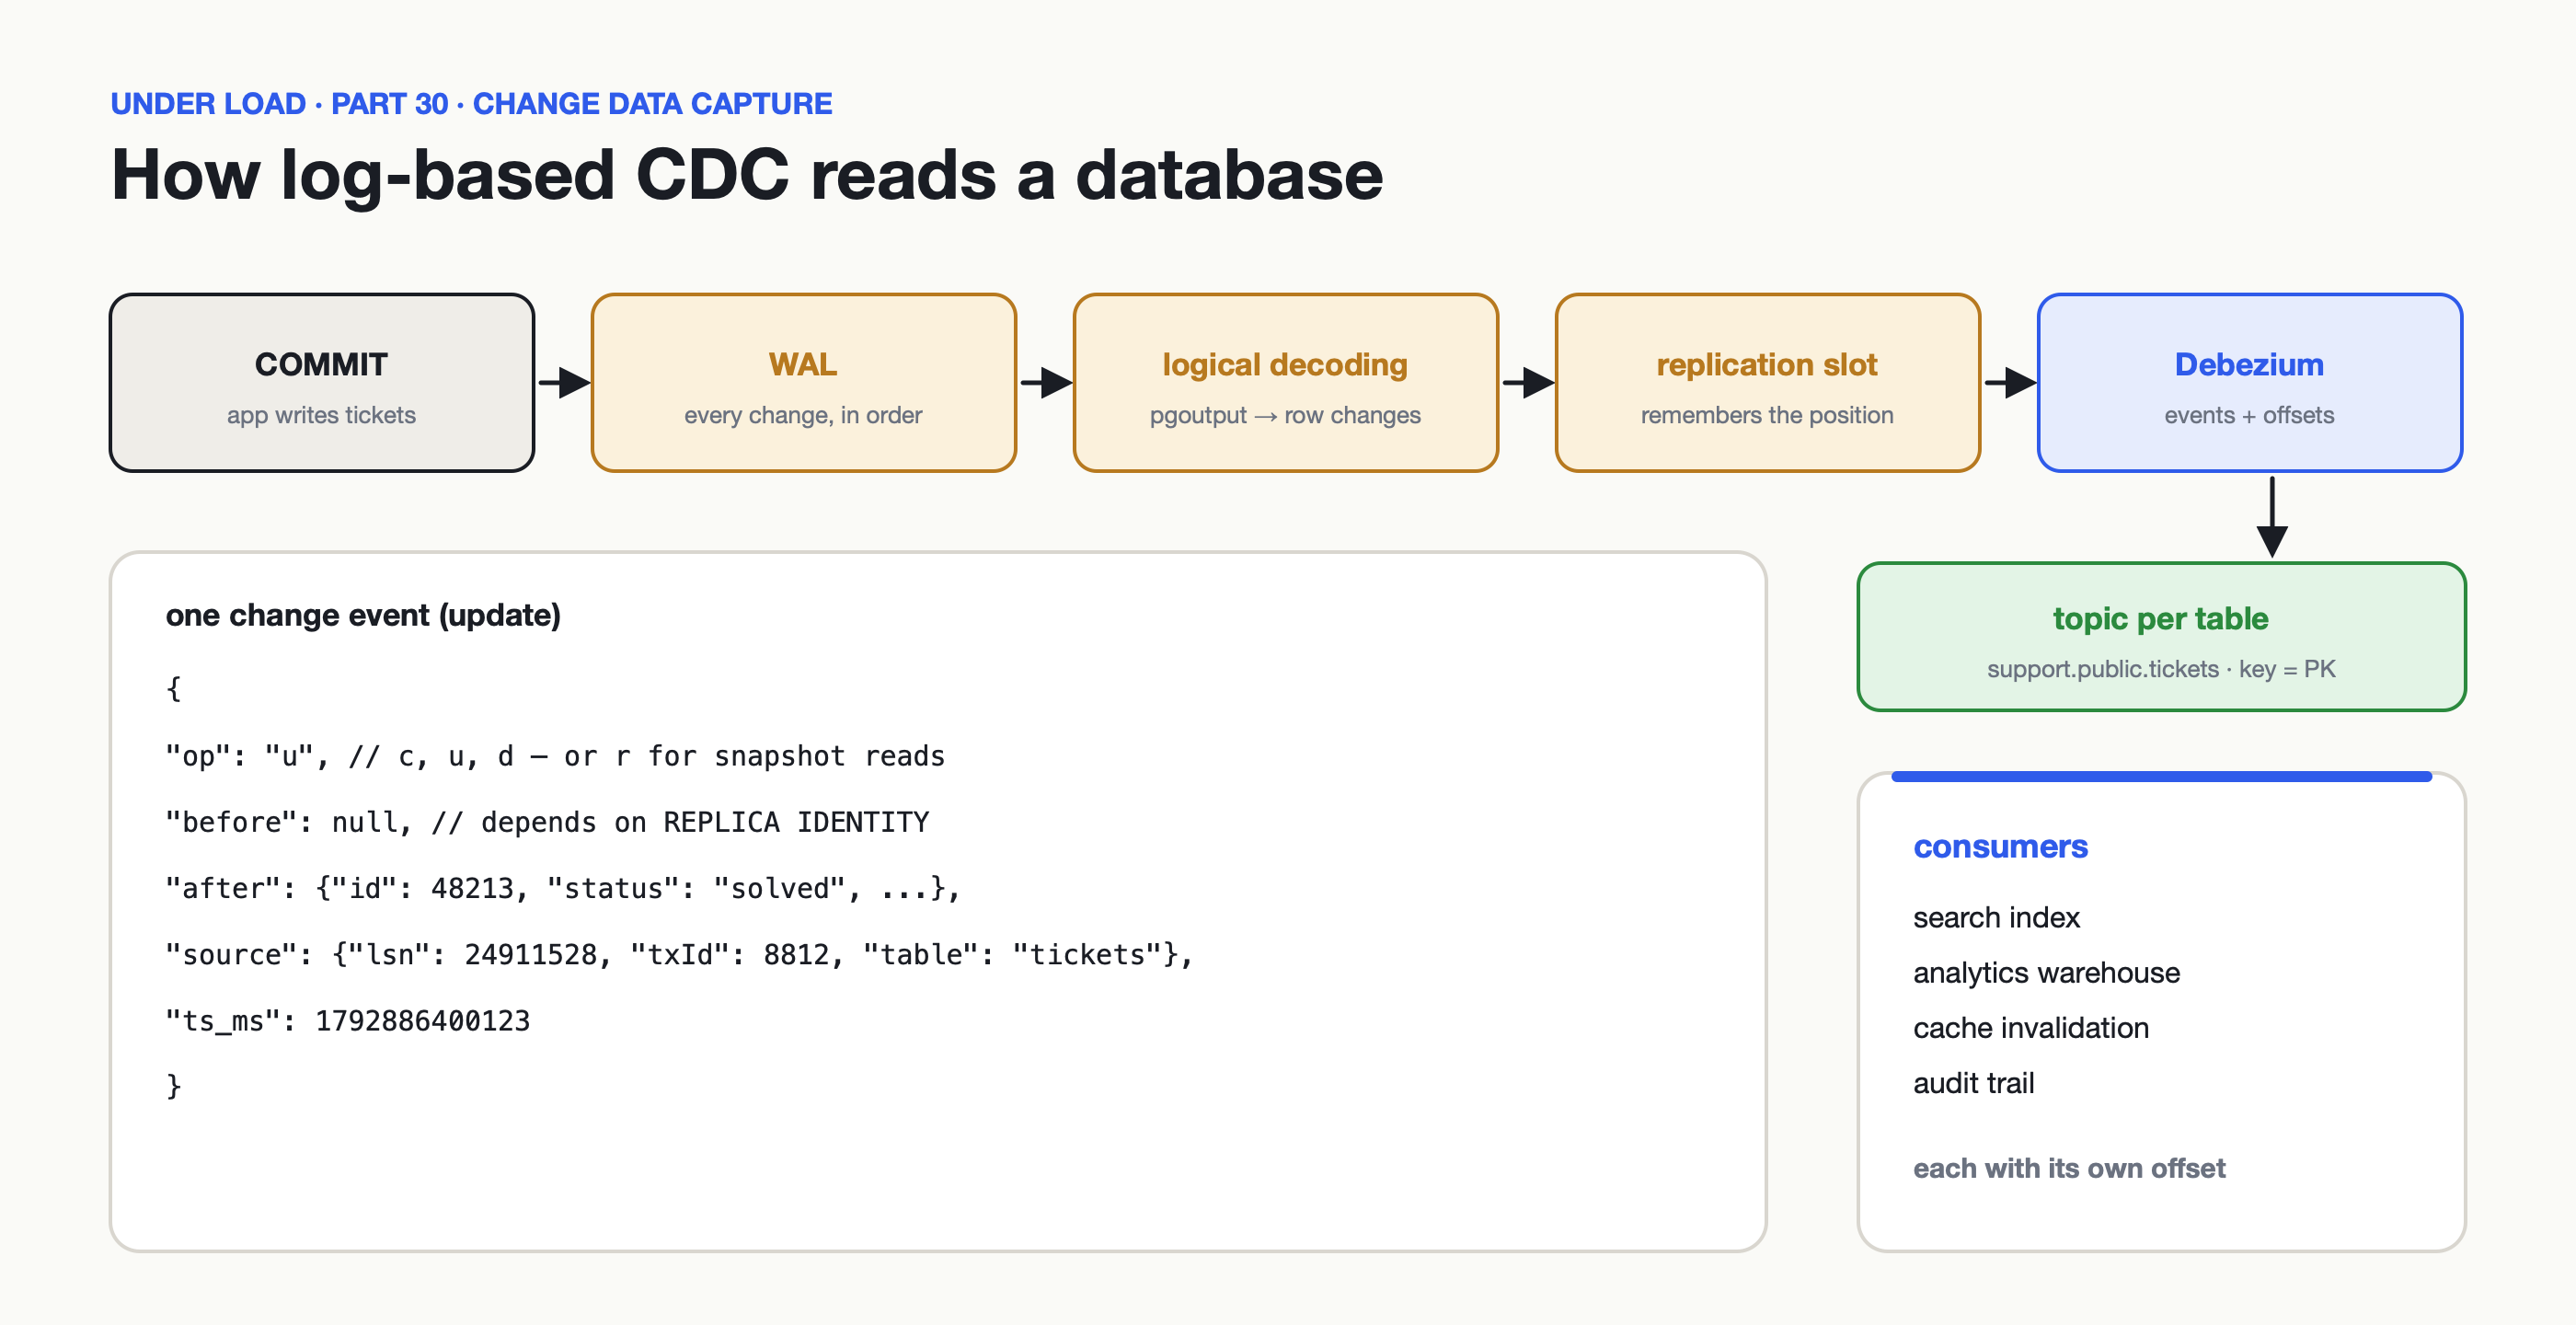 UNDER LOAD · PART 30 · CHANGE DATA CAPTURE
How log-based CDC reads a database
COMMIT
app writes tickets
WAL
every change, in order
logical decoding
pgoutput → row changes
replication slot
remembers the position
Debezium
events + offsets
one change event (update)
{
"op": "u", // c, u, d — or r for snapshot reads
"before": null, // depends on REPLICA IDENTITY
"after": {"id": 48213, "status": "solved", ...},
"source": {"lsn": 24911528, "txId": 8812, "table": "tickets"},
"ts_ms": 1792886400123
}
topic per table
support.public.tickets · key = PK
consumers
search index
analytics warehouse
cache invalidation
audit trail
each with its own offset